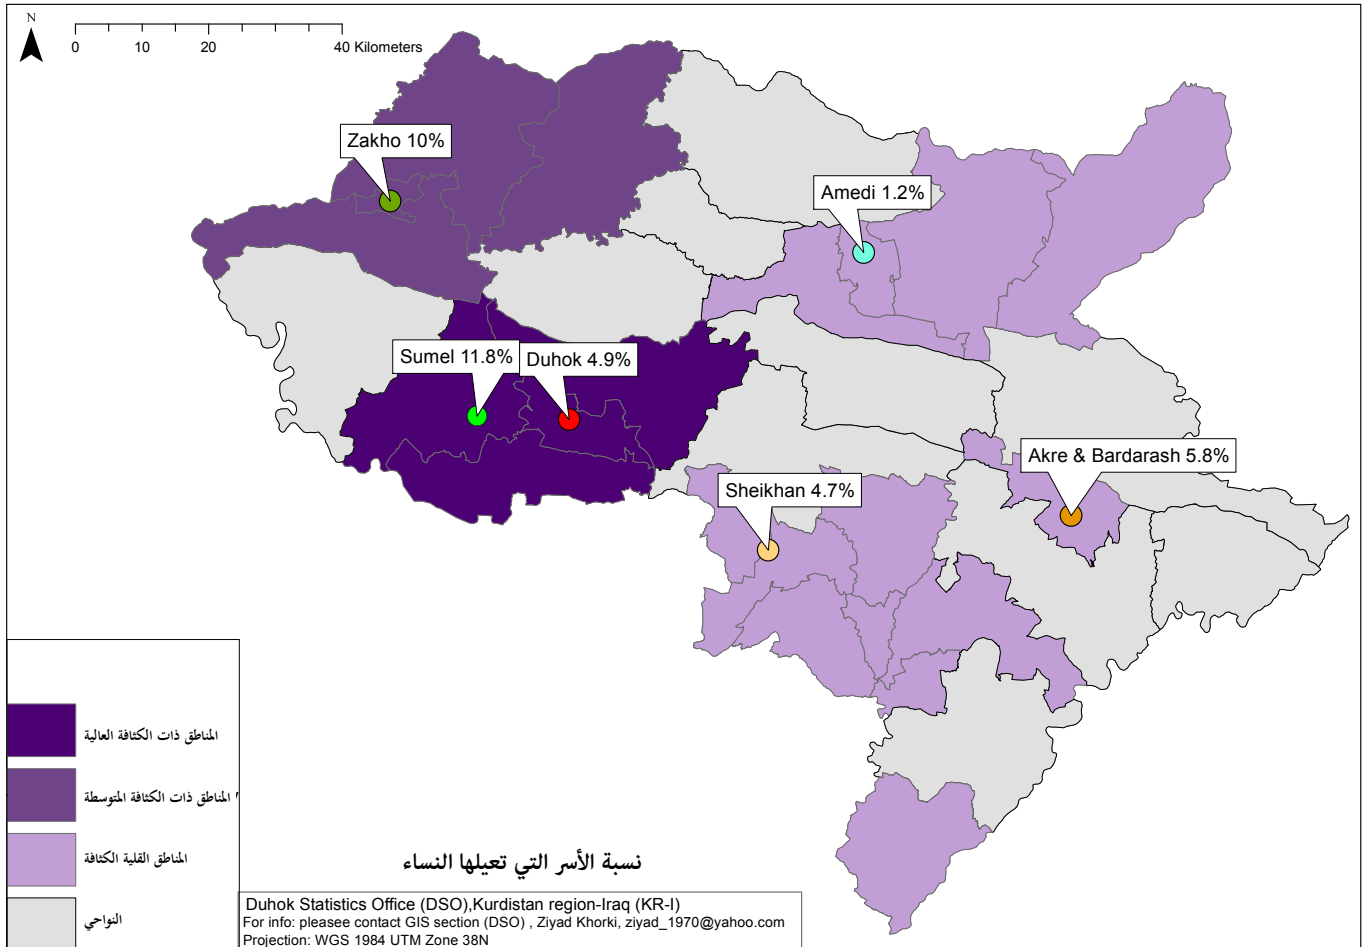 N
0 10 20 40 Kilometers
Zakho 10%
Amedi 1.2%
Sumel 11.8%
Duhok 4.9%
Akre & Bardarash 5.8%
Sheikhan 4.7%
المناطق ذات الكثافة العالية
المناطق ذات الكثافة المتوسطة
المناطق القلية الكثافة
النواحي
نسبة الأسر التي تعيلها النساء
Duhok Statistics Office (DSO),Kurdistan region-Iraq (KR-I)
For info: pleasee contact GIS section (DSO) , Ziyad Khorki, ziyad_1970@yahoo.com
Projection: WGS 1984 UTM Zone 38N